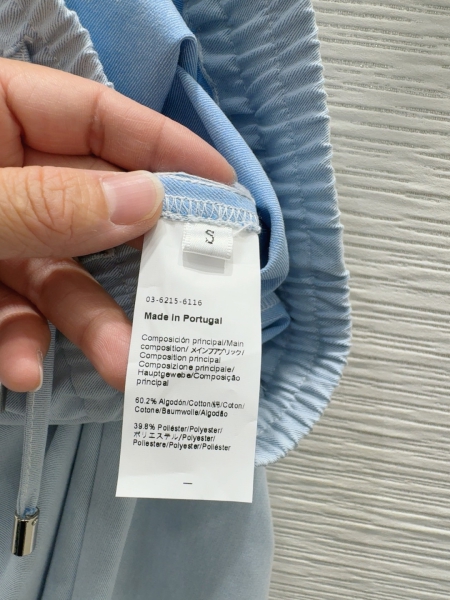 S
03-6215-6116
Made in Portugal
Composición principal/Main
composition/メインファブリック/
Composition principal/
Composizione principale/
Hauptgewebe/Composição
principal
60.2% Algodón/Cotton/綿/Coton/
Cotone/Baumwolle/Algodão
39.8% Poliéster/Polyester/
ポリエステル/Polyester/
Poliestere/Polyester/Poliéster